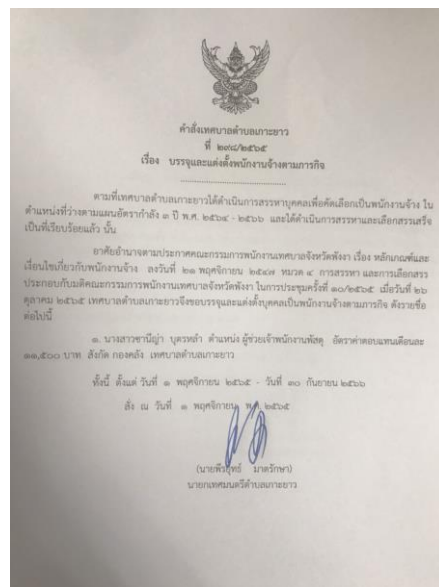 คำสั่งเทศบาลตำบลเกาะยาว
ที่ ๒๙๘/๒๕๖๕
เรื่อง บรรจุและแต่งตั้งพนักงานจ้างตามภารกิจ
ตามที่เทศบาลตำบลเกาะยาวได้ดำเนินการสรรหาบุคคลเพื่อคัดเลือกเป็นพนักงานจ้าง ใน
ตำแหน่งที่ว่างตามแผนอัตรากำลัง ๓ ปี พ.ศ. ๒๕๖๔ - ๒๕๖๖ และได้ดำเนินการสรรหาและเลือกสรรเสร็จ
เป็นที่เรียบร้อยแล้ว นั้น
อาศัยอำนาจตามประกาศคณะกรรมการพนักงานเทศบาลจังหวัดพังงา เรื่อง หลักเกณฑ์และ
เงื่อนไขเกี่ยวกับพนักงานจ้าง ลงวันที่ ๒๑ พฤศจิกายน ๒๕๔๗ หมวด ๔ การสรรหา และการเลือกสรร
ประกอบกับมติคณะกรรมการพนักงานเทศบาลจังหวัดพังงา ในการประชุมครั้งที่ ๑๐/๒๕๖๕ เมื่อวันที่ ๒๖
ตุลาคม ๒๕๖๕ เทศบาลตำบลเกาะยาวจึงขอบรรจุและแต่งตั้งบุคคลเป็นพนักงานจ้างตามภารกิจ ดังรายชื่อ
ต่อไปนี้
๑. นางสาวซานีญ่า บุตรหลำ ตำแหน่ง ผู้ช่วยเจ้าพนักงานพัสดุ อัตราค่าตอบแทนเดือนละ
๑๑,๕๐๐ บาท สังกัด กองคลัง เทศบาลตำบลเกาะยาว
ทั้งนี้ ตั้งแต่ วันที่ ๑ พฤศจิกายน ๒๕๖๕ - วันที่ ๓๐ กันยายน ๒๕๖๖
สั่ง ณ วันที่ ๑ พฤศจิกายน พ.ศ. ๒๕๖๕
(นายพีรยุทธ์ มาตรักษา)
นายกเทศมนตรีตำบลเกาะยาว